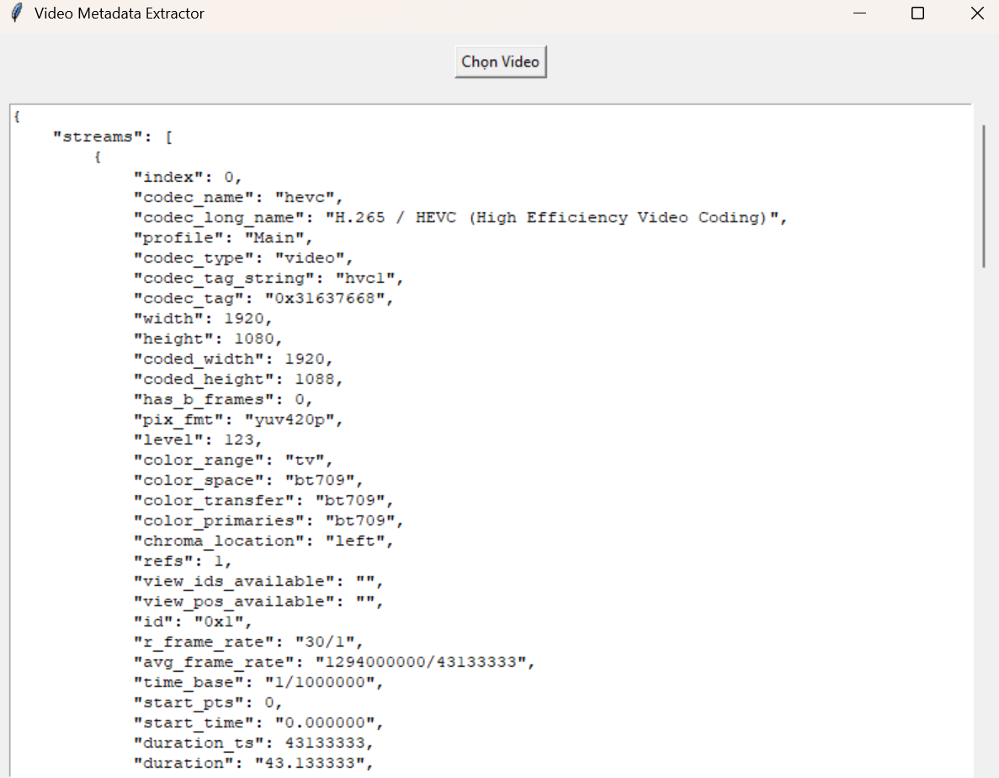 Video Metadata Extractor
Chọn Video
{
    "streams": [
        {
            "index": 0,
            "codec_name": "hevc",
            "codec_long_name": "H.265 / HEVC (High Efficiency Video Coding)",
            "profile": "Main",
            "codec_type": "video",
            "codec_tag_string": "hvc1",
            "codec_tag": "0x31637668",
            "width": 1920,
            "height": 1080,
            "coded_width": 1920,
            "coded_height": 1088,
            "has_b_frames": 0,
            "pix_fmt": "yuv420p",
            "level": 123,
            "color_range": "tv",
            "color_space": "bt709",
            "color_transfer": "bt709",
            "color_primaries": "bt709",
            "chroma_location": "left",
            "refs": 1,
            "view_ids_available": "",
            "view_pos_available": "",
            "id": "0x1",
            "r_frame_rate": "30/1",
            "avg_frame_rate": "1294000000/43133333",
            "time_base": "1/1000000",
            "start_pts": 0,
            "start_time": "0.000000",
            "duration_ts": 43133333,
            "duration": "43.133333",